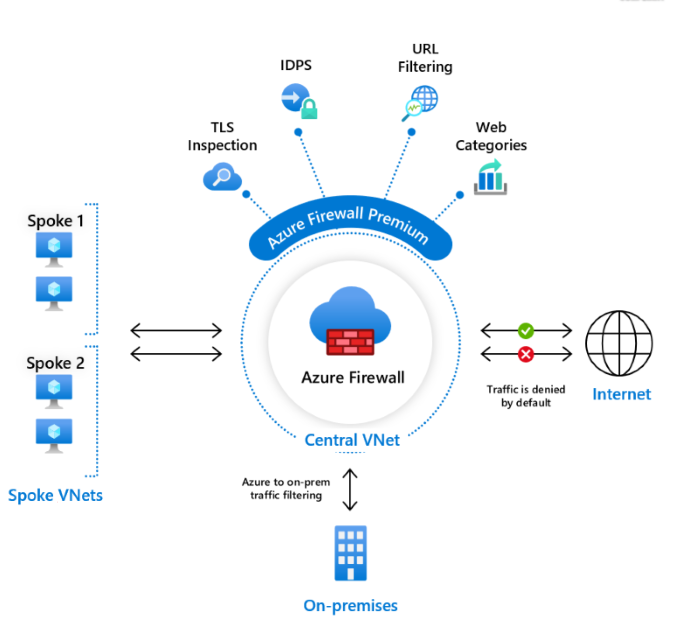 IDPS
URL
Filtering
TLS
Inspection
Web
Categories
Azure Firewall Premium
Spoke 1
Spoke 2
Spoke VNets
Azure Firewall
Central VNet
Traffic is denied
by default
Internet
Azure to on-prem
traffic filtering
On-premises